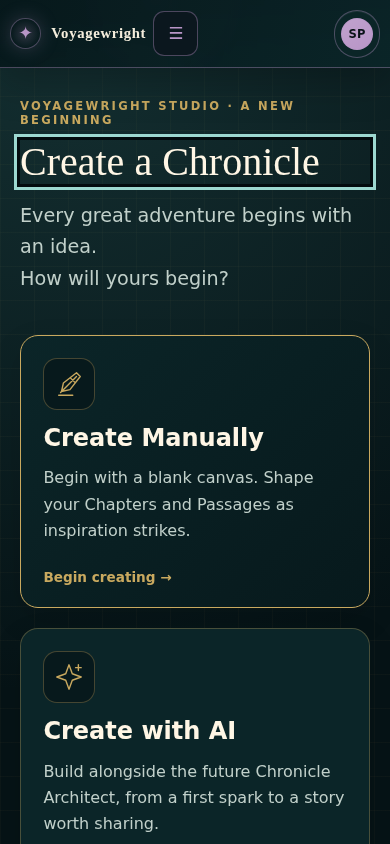 Voyagewright
SP
VOYAGEWRIGHT STUDIO · A NEW
BEGINNING
Create a Chronicle
Every great adventure begins with
an idea.
How will yours begin?
Create Manually
Begin with a blank canvas. Shape
your Chapters and Passages as
inspiration strikes.
Begin creating →
Create with AI
Build alongside the future Chronicle
Architect, from a first spark to a story
worth sharing.